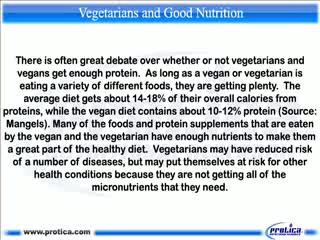 Vegetarians and Good Nutrition
There is often great debate over whether or not vegetarians and
vegans get enough protein.  As long as a vegan or vegetarian is
eating a variety of different foods, they are getting plenty.  The
average diet gets about 14-18% of their overall calories from
proteins, while the vegan diet contains about 10-12% protein (Source:
Mangels). Many of the foods and protein supplements that are eaten
by the vegan and the vegetarian have enough nutrients to make them
a great part of the healthy diet.  Vegetarians may have reduced risk
of a number of diseases, but may put themselves at risk for other
health conditions because they are not getting all of the
micronutrients that they need.
www.protica.com
protica